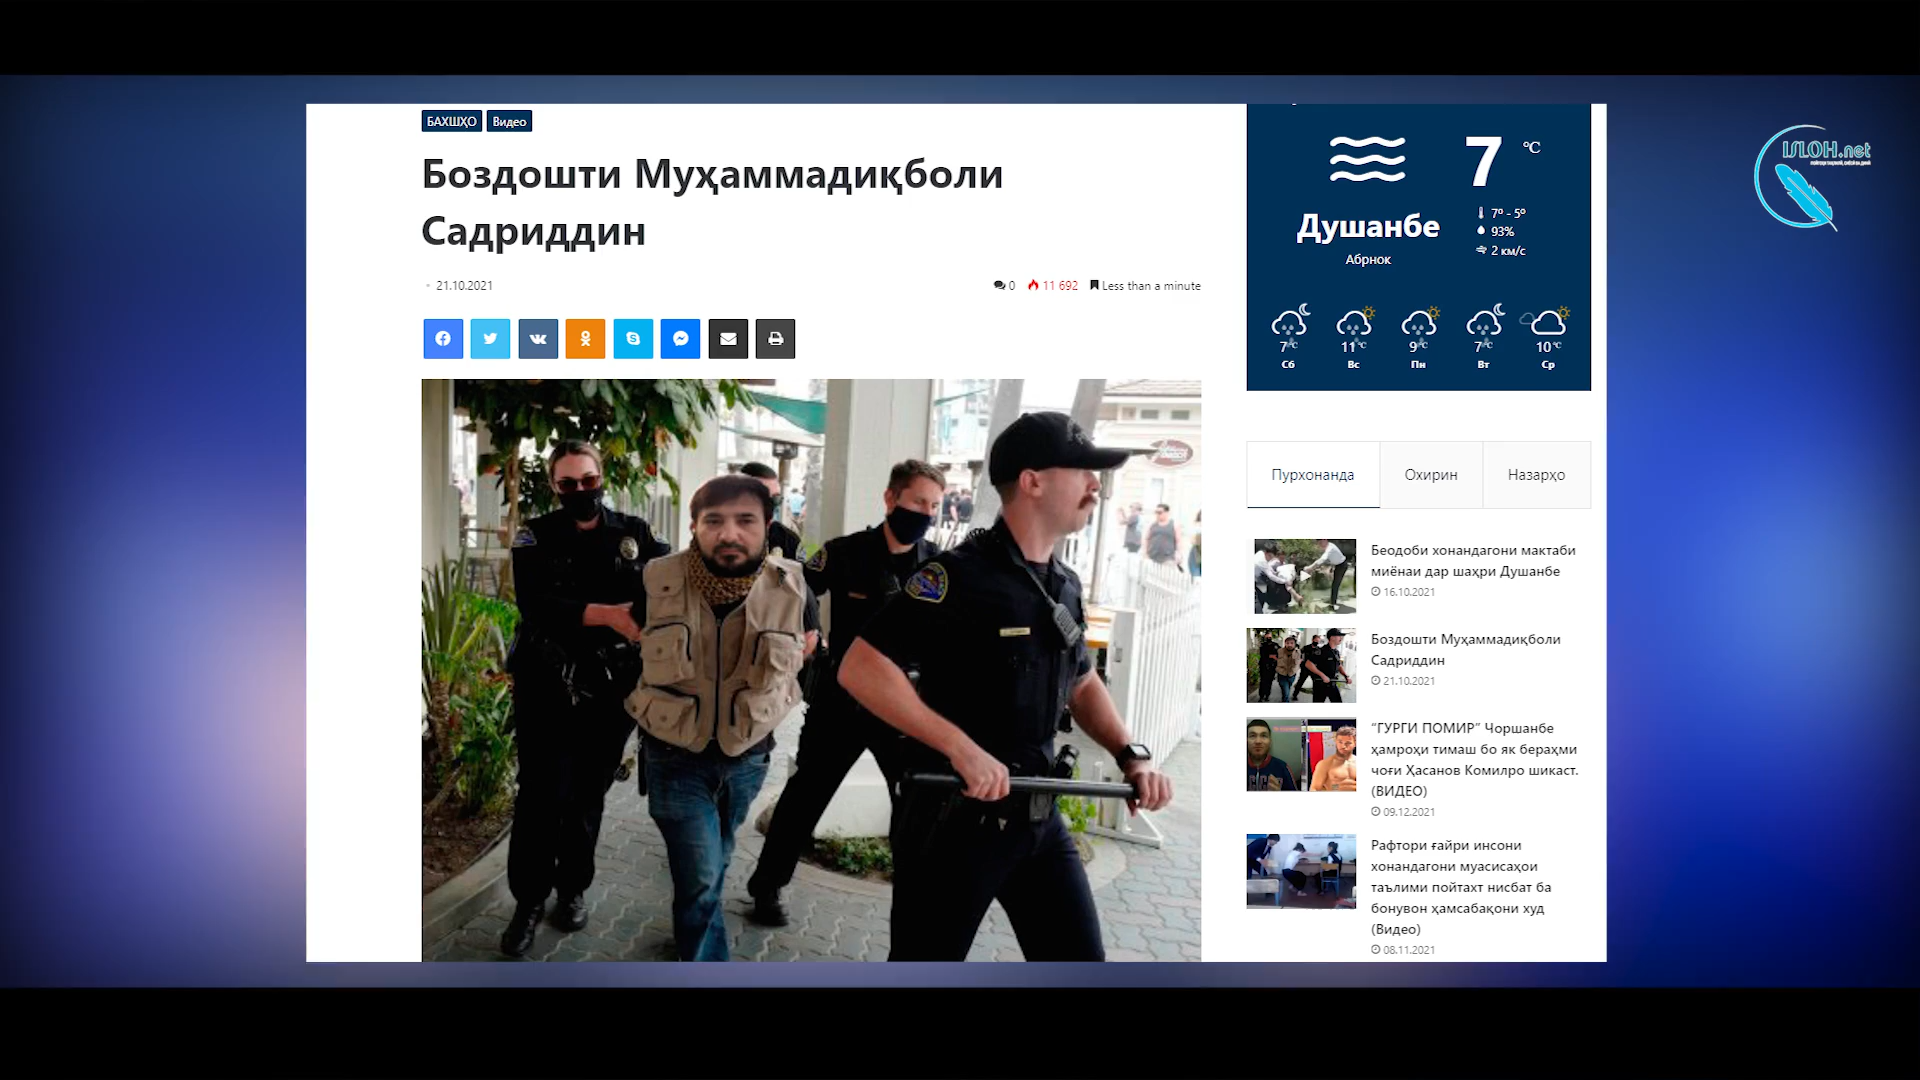 БАХШҲО Видео
Боздошти Муҳаммадиқболи
Садриддин
21.10.2021
0 11 692 Less than a minute
7 °C
Душанбе
Абрнок
7º - 5º
93%
2 км/с
7°C 11°C 9°C 7°C 10°C
Сб Вс Пн Вт Ср
Пурхонанда Охирин Назарҳо
Беодоби хонандагони мактаби
миёнаи дар шаҳри Душанбе
16.10.2021
Боздошти Муҳаммадиқболи
Садриддин
21.10.2021
“ГУРГИ ПОМИР” Чоршанбе
ҳамроҳи тимаш бо як бераҳми
чоғи Ҳасанов Комилро шикаст.
(ВИДЕО)
09.12.2021
Рафтори ғайри инсони
хонандагони муасисаҳои
таълими пойтахт нисбат ба
бонувон ҳамсабақони худ
(Видео)
08.11.2021
ISLOH.net